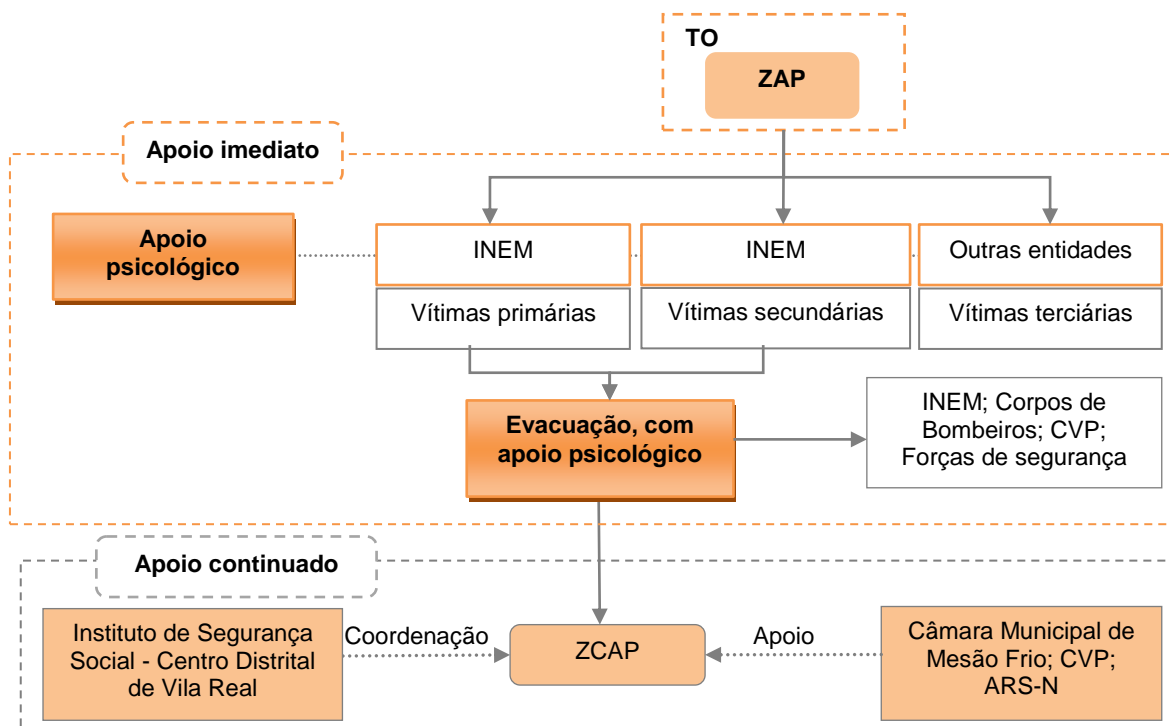 TO
ZAP
Apoio imediato
Apoio
psicológico
INEM
INEM
Outras entidades
Vítimas primárias
Vítimas secundárias
Vítimas terciárias
Evacuação, com
apoio psicológico
INEM; Corpos de
Bombeiros; CVP;
Forças de segurança
Apoio continuado
Instituto de Segurança
Social - Centro Distrital
de Vila Real
Coordenação
ZCAP
Apoio
Câmara Municipal de
Mesão Frio; CVP;
ARS-N